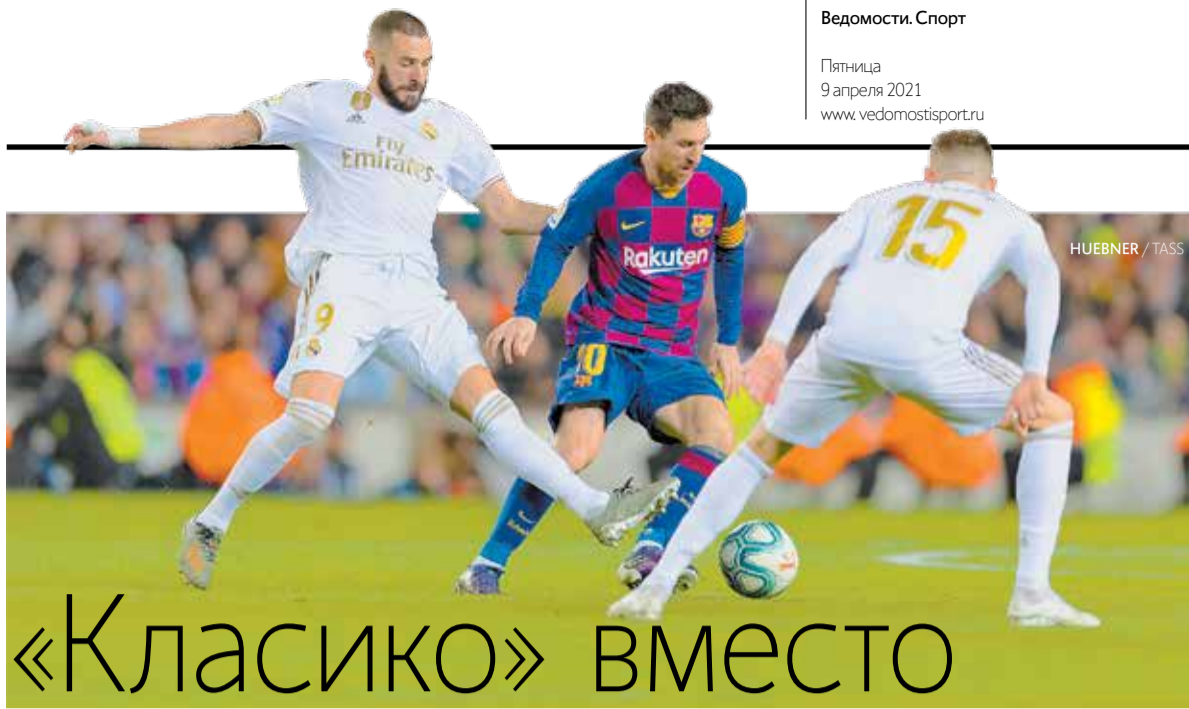 Ведомости. Спорт
Пятница
9 апреля 2021
www. vedomostisport.ru
Fly
Emirates
Rakuten
15
HUEBNER / TASS
9
10
«Класико» вместо